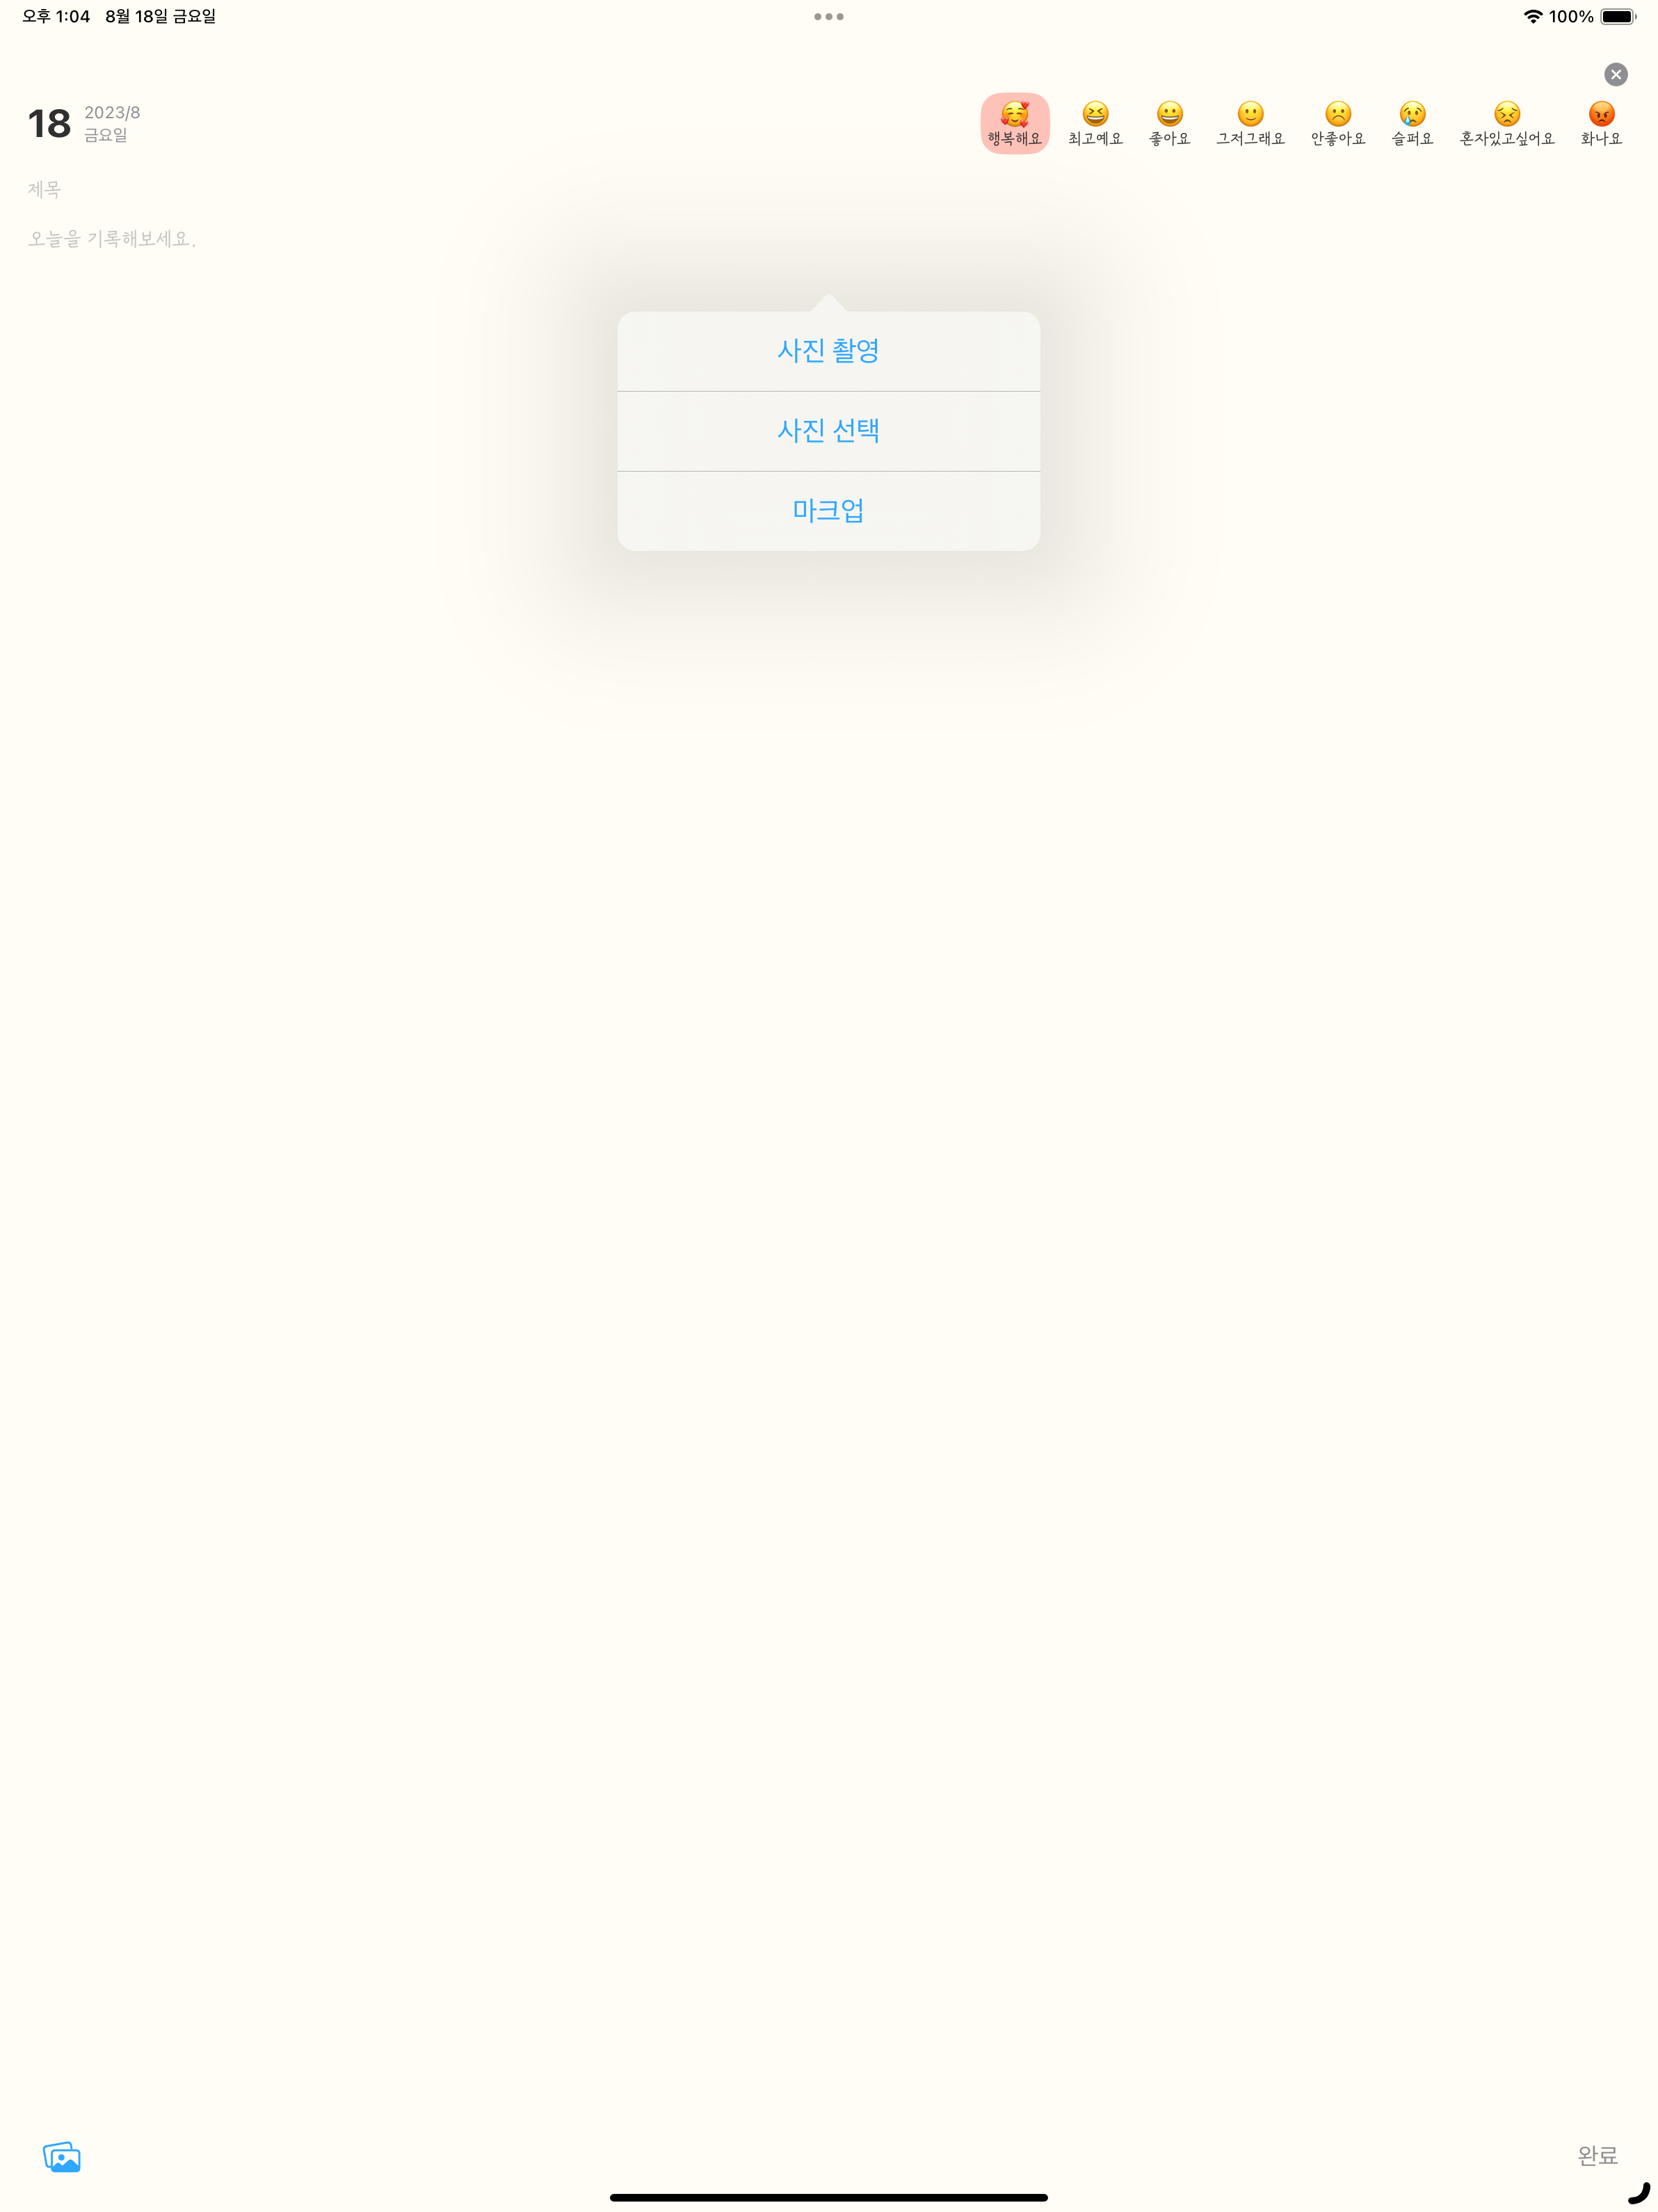 오후 1:04 8월 18일 금요일
100%
18
2023/8
금요일
행복해요 최고예요 좋아요 그저그래요 안좋아요 슬퍼요 혼자있고싶어요 화나요
제목
오늘을 기록해보세요.
사진 촬영
사진 선택
마크업
완료